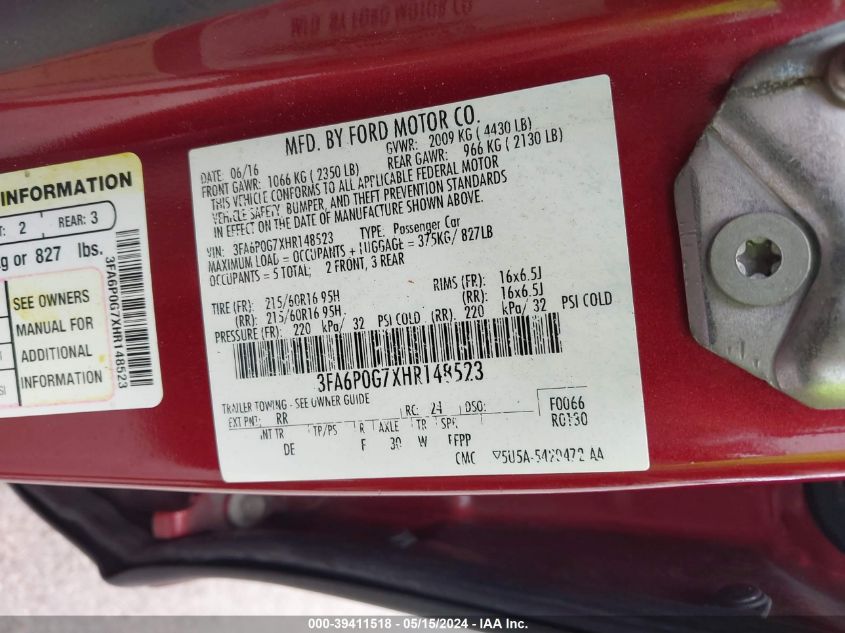 MFD. BY FORD MOTOR CO.
DATE: 06/16 GVWR: 2009 KG ( 4430 LB)
FRONT GAWR: 1066 KG ( 2350 LB) REAR GAWR: 966 KG ( 2130 LB)
THIS VEHICLE CONFORMS TO ALL APPLICABLE FEDERAL MOTOR
VEHICLE SAFETY, BUMPER, AND THEFT PREVENTION STANDARDS
IN EFFECT ON THE DATE OF MANUFACTURE SHOWN ABOVE.
VIN: 3FA6P0G7XHR148523 TYPE: Passenger Car
MAXIMUM LOAD = OCCUPANTS + LUGGAGE = 375KG/ 827LB
OCCUPANTS = 5 TOTAL; 2 FRONT, 3 REAR
TIRE (FR): 215/60R16 95H RIMS (FR): 16x6.5J
(RR): 215/60R16 95H (RR): 16x6.5J
PRESSURE (FR): 220 kPa/ 32 PSI COLD (RR): 220 kPa/ 32 PSI COLD
3FA6P0G7XHR148523
TRAILER TOWING - SEE OWNER GUIDE
EXT PNT: RR RC: 24 DSO: F0066
INT TR TP/PS R AXLE TR SPR R0130
DE F 30 W FFPP
CMC
INFORMATION
2 REAR: 3
or 827 lbs.
SEE OWNERS
MANUAL FOR
ADDITIONAL
INFORMATION
3FA6P0G7XHR148523
000-39411518 - 05/15/2024 - IAA Inc.